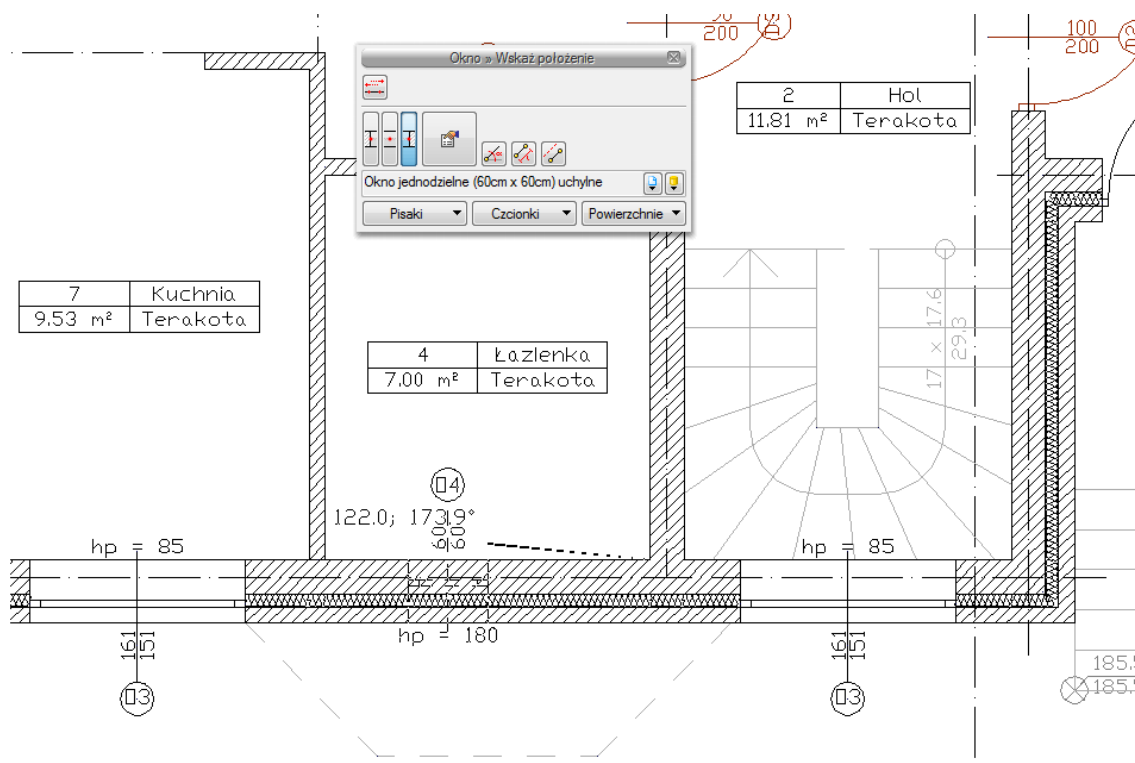 200
100
200
Okno » Wskaż położenie
2 Hol
11.81 m² Terakota
Okno jednodzielne (60cm x 60cm) uchylne
Pisaki Czcionki Powierzchnie
7 Kuchnia
9.53 m² Terakota
17 x 17.6
29.3
4 Łazienka
7.00 m² Terakota
O4
122.0; 173.9°
60
60
hp = 85
hp = 85
hp = 180
161
151
161
151
O3
O3
185.5